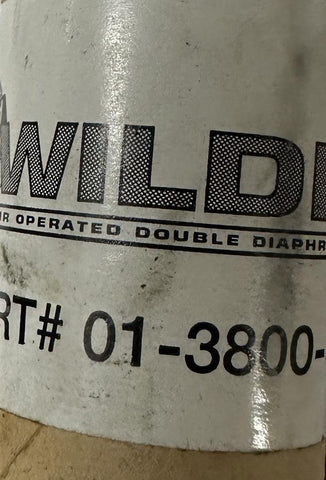 WILD
R OPERATED DOUBLE DIAPHR
RT# 01-3800-